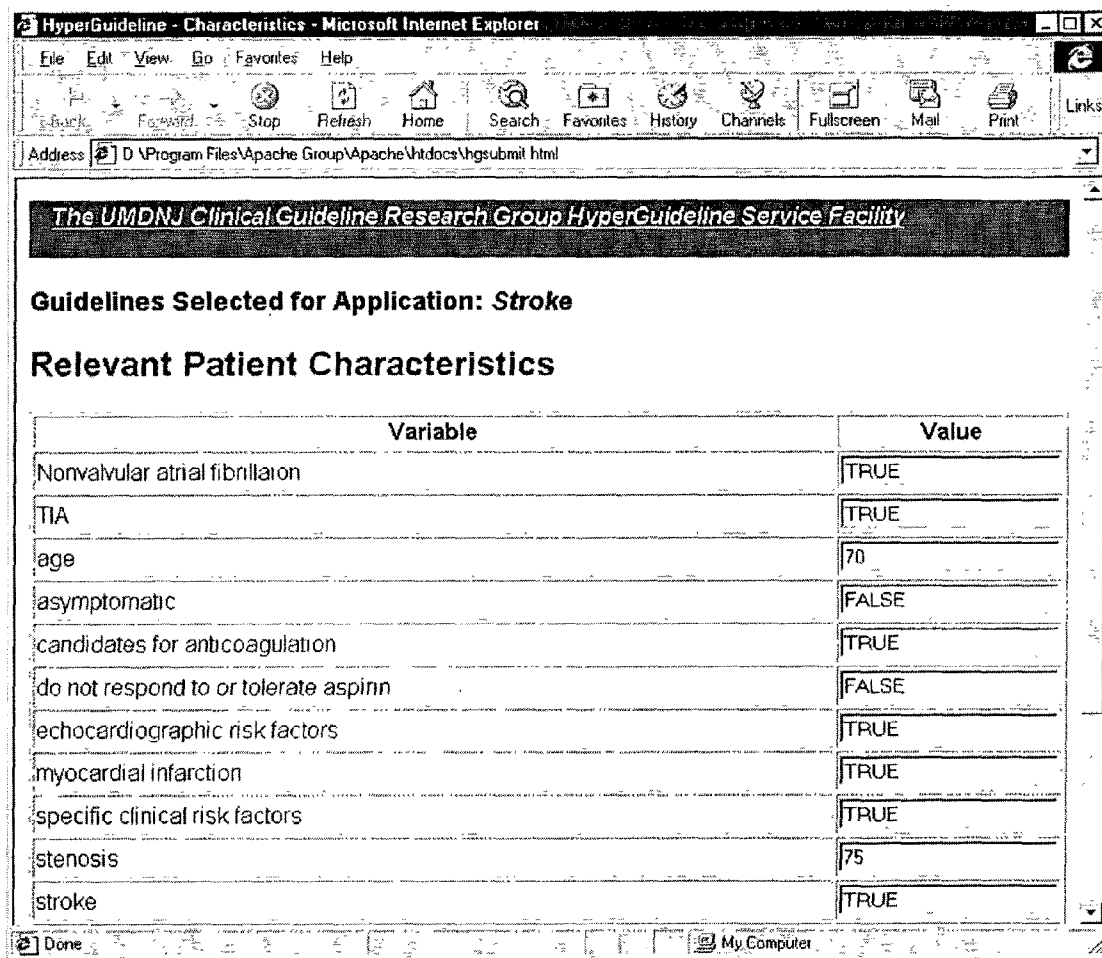 HyperGuideline - Characteristics - Microsoft Internet Explorer
File Edit View Go Favorites Help
Back Forward Stop Refresh Home Search Favorites History Channels Fullscreen Mail Print Links
Address D \Program Files\Apache Group\Apache\htdocs\hgsubmit html
The UMDNJ Clinical Guideline Research Group HyperGuideline Service Facility
Guidelines Selected for Application: Stroke
Relevant Patient Characteristics
Variable Value
Nonvalvular atrial fibrillaion TRUE
TIA TRUE
age 70
asymptomatic FALSE
candidates for anticoagulation TRUE
do not respond to or tolerate aspirin FALSE
echocardiographic risk factors TRUE
myocardial infarction TRUE
specific clinical risk factors TRUE
stenosis 75
stroke TRUE
Done My Computer